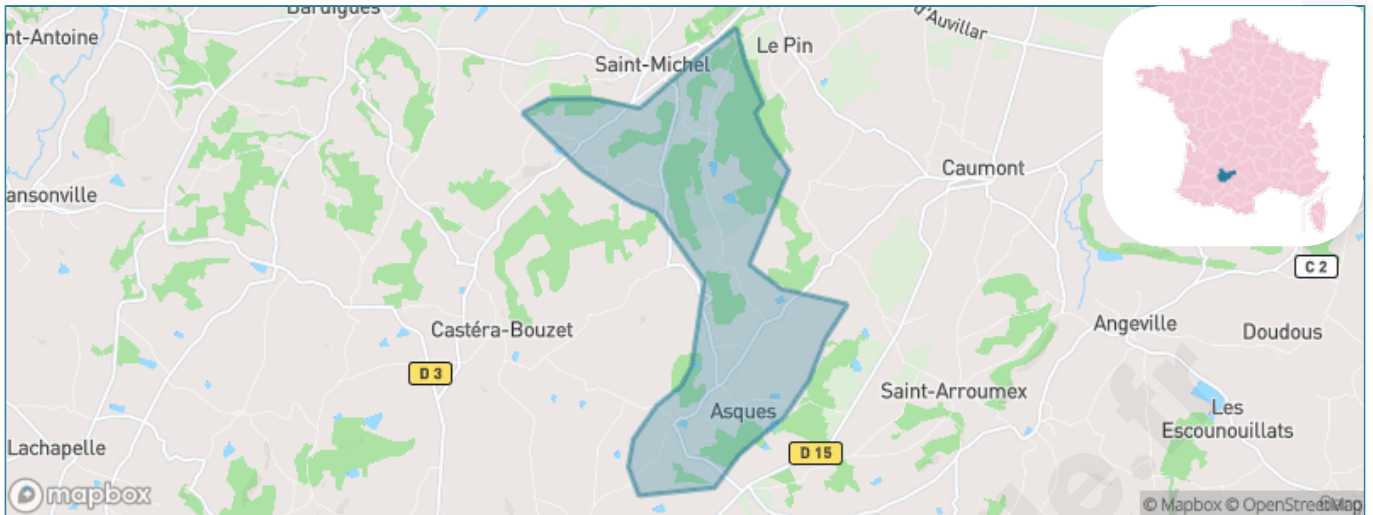 Bardigues
d'Auvillar
nt-Antoine
Le Pin
Saint-Michel
Caumont
ansonville
C 2
Angeville
Doudous
Castéra-Bouzet
D 3
Saint-Arroumex
Asques
Les
Escounouillats
Lachapelle
D 15
mapbox
© Mapbox © OpenStreetMap